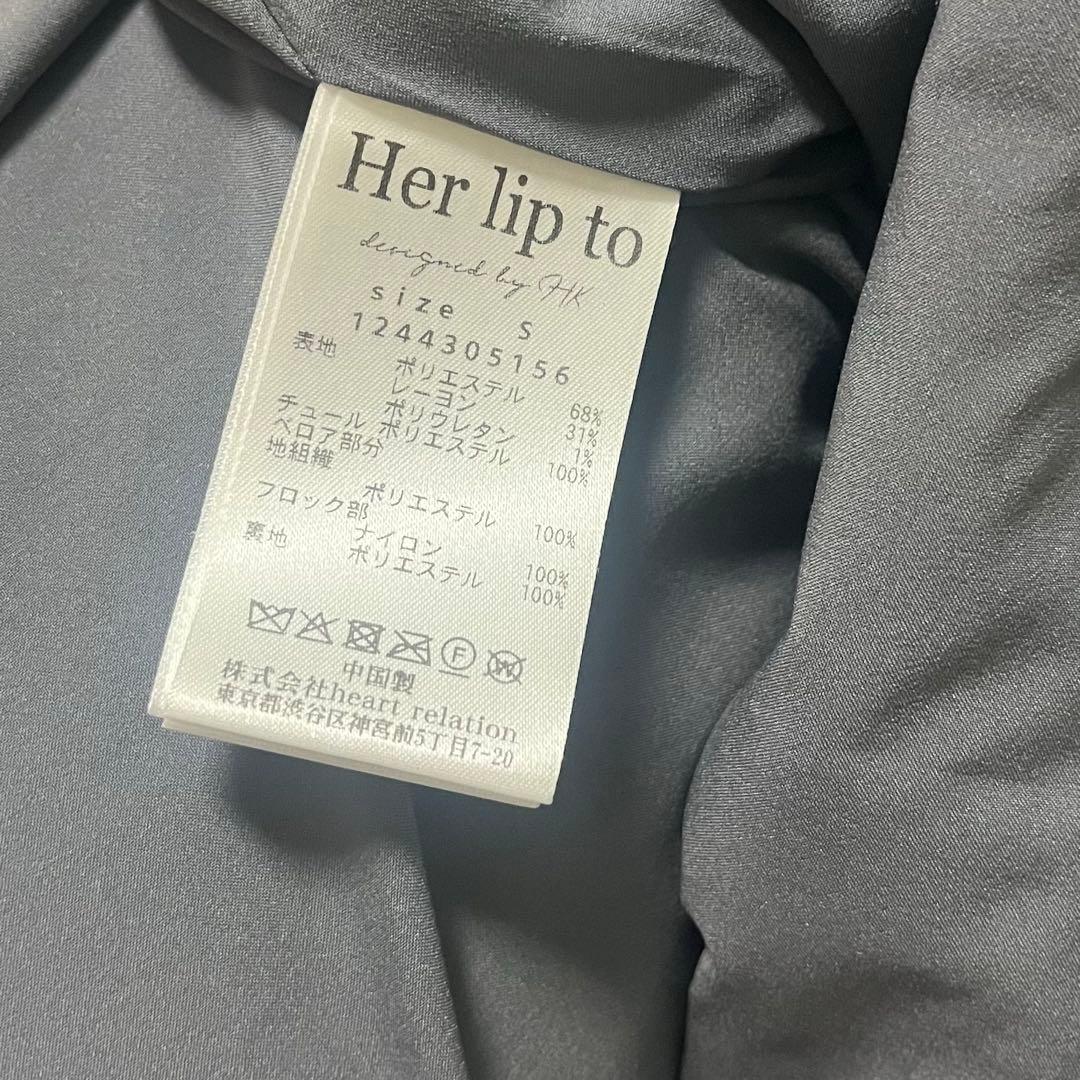 Her lip to
designed by HK
size S
1244305156
表地 ポリエステル 68%
レーヨン 31%
ポリウレタン 1%
チュール ポリエステル 100%
ベロア部分
地組織
ポリエステル 100%
フロック部
ナイロン 100%
裏地 ポリエステル 100%
F W
中国製
株式会社heart relation
東京都渋谷区神宮前5丁目7-20